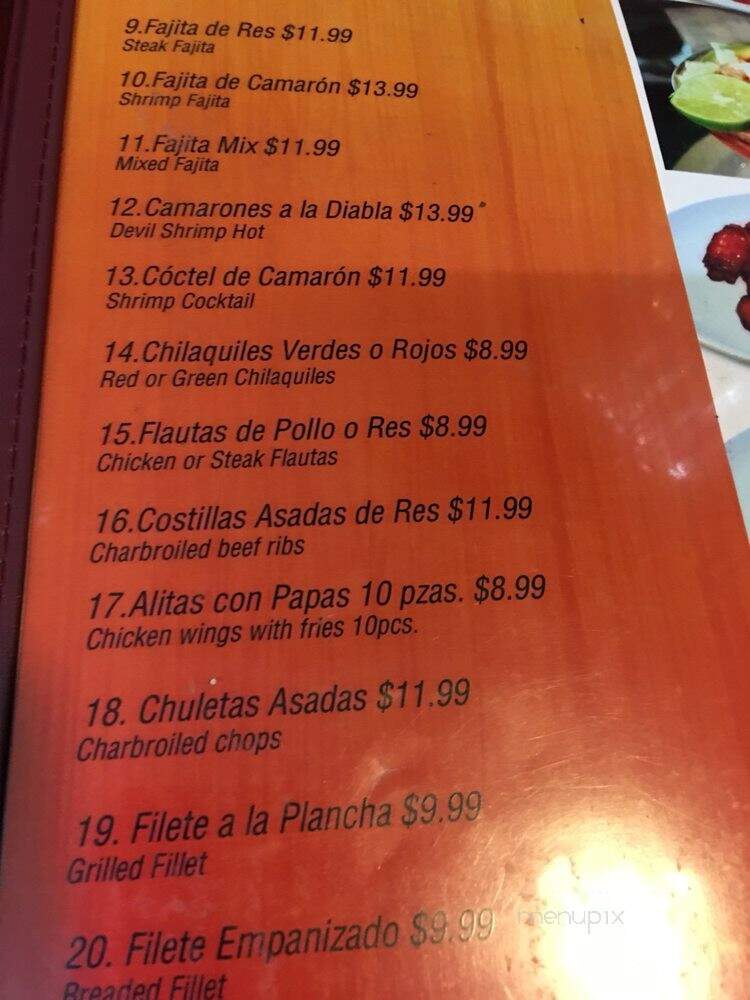 9.Fajita de Res $11.99
Steak Fajita
10.Fajita de Camarón $13.99
Shrimp Fajita
11.Fajita Mix $11.99
Mixed Fajita
12.Camarones a la Diabla $13.99
Devil Shrimp Hot
13.Cóctel de Camarón $11.99
Shrimp Cocktail
14.Chilaquiles Verdes o Rojos $8.99
Red or Green Chilaquiles
15.Flautas de Pollo o Res $8.99
Chicken or Steak Flautas
16.Costillas Asadas de Res $11.99
Charbroiled beef ribs
17.Alitas con Papas 10 pzas. $8.99
Chicken wings with fries 10pcs.
18. Chuletas Asadas $11.99
Charbroiled chops
19. Filete a la Plancha $9.99
Grilled Fillet
20. Filete Empanizado $9.99
Breaded Fillet
menupix